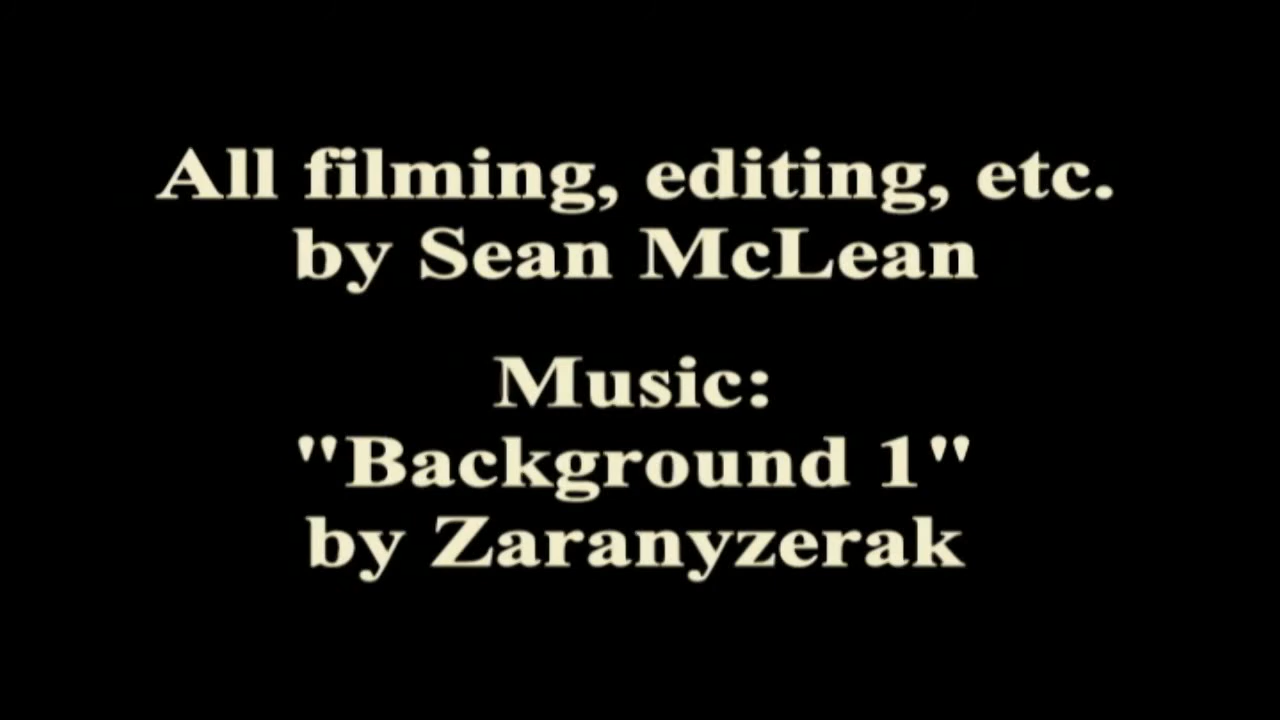 All filming, editing, etc.
by Sean McLean
Music:
"Background 1"
by Zaranyzerak